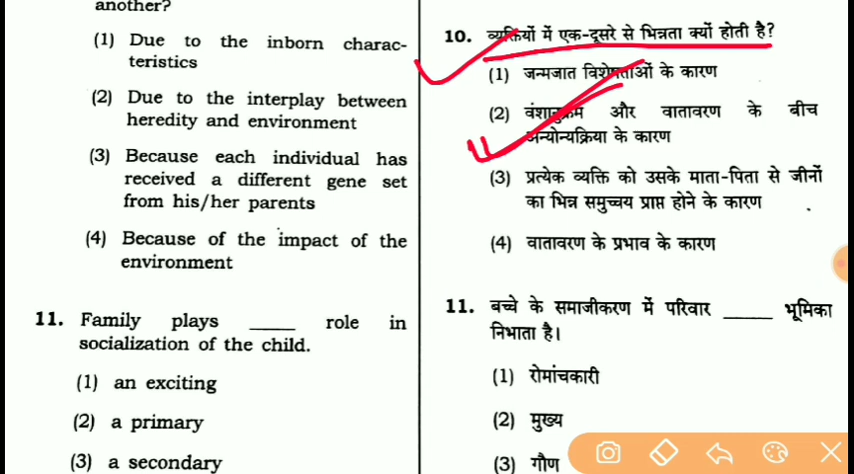 another?
(1) Due to the inborn charac-
teristics
(2) Due to the interplay between
heredity and environment
(3) Because each individual has
received a different gene set
from his/her parents
(4) Because of the impact of the
environment
11. Family plays _____ role in
socialization of the child.
(1) an exciting
(2) a primary
(3) a secondary
10. व्यक्तियों में एक-दूसरे से भिन्नता क्यों होती है?
(1) जन्मजात विशेषताओं के कारण
(2) वंशानुक्रम और वातावरण के बीच
अन्योन्यक्रिया के कारण
(3) प्रत्येक व्यक्ति को उसके माता-पिता से जीनों
का भिन्न समुच्चय प्राप्त होने के कारण
(4) वातावरण के प्रभाव के कारण
11. बच्चे के समाजीकरण में परिवार _____ भूमिका
निभाता है।
(1) रोमांचकारी
(2) मुख्य
(3) गौण